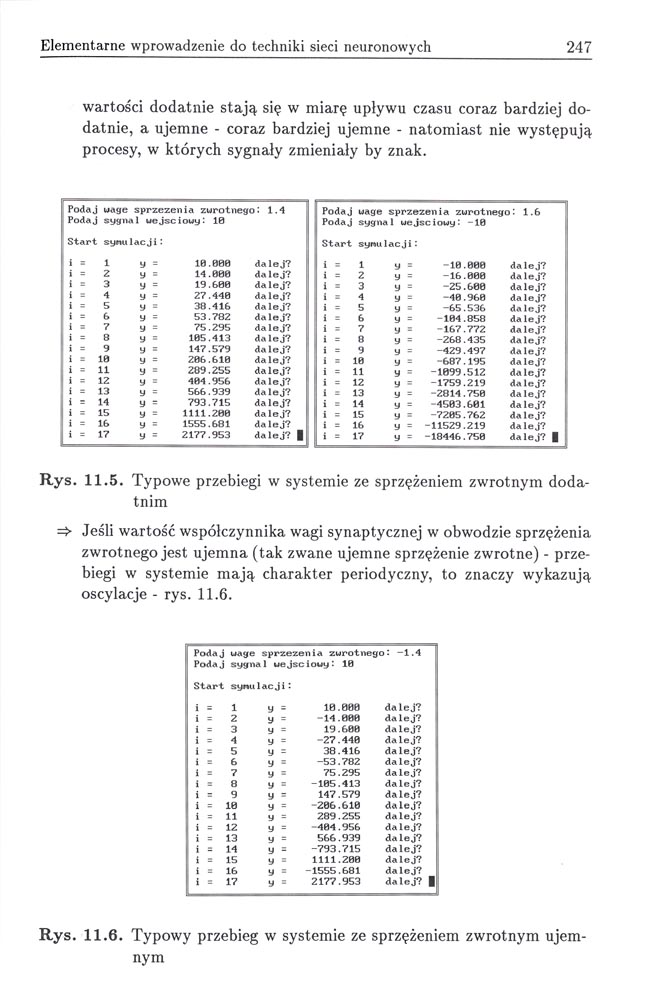 Elementarne wprowadzenie do techniki sieci neuronowych 247
wartości dodatnie stają się w miarę upływu czasu coraz bardziej do-
datnie, a ujemne - coraz bardziej ujemne - natomiast nie występują
procesy, w których sygnały zmieniały by znak.
Podaj wage sprzezenia zwrotnego: 1.4
Podaj sygnal wejsciowy: 10
Start symulacji:
i = 1 y = 10.000 dalej?
i = 2 y = 14.000 dalej?
i = 3 y = 19.600 dalej?
i = 4 y = 27.440 dalej?
i = 5 y = 38.416 dalej?
i = 6 y = 53.782 dalej?
i = 7 y = 75.295 dalej?
i = 8 y = 105.413 dalej?
i = 9 y = 147.579 dalej?
i = 10 y = 206.610 dalej?
i = 11 y = 289.255 dalej?
i = 12 y = 404.956 dalej?
i = 13 y = 566.939 dalej?
i = 14 y = 793.715 dalej?
i = 15 y = 1111.200 dalej?
i = 16 y = 1555.681 dalej?
i = 17 y = 2177.953 dalej?
Podaj wage sprzezenia zwrotnego: 1.6
Podaj sygnal wejsciowy: -10
Start symulacji:
i = 1 y = -10.000 dalej?
i = 2 y = -16.000 dalej?
i = 3 y = -25.600 dalej?
i = 4 y = -40.960 dalej?
i = 5 y = -65.536 dalej?
i = 6 y = -104.858 dalej?
i = 7 y = -167.772 dalej?
i = 8 y = -268.435 dalej?
i = 9 y = -429.497 dalej?
i = 10 y = -687.195 dalej?
i = 11 y = -1099.512 dalej?
i = 12 y = -1759.219 dalej?
i = 13 y = -2814.750 dalej?
i = 14 y = -4503.601 dalej?
i = 15 y = -7205.762 dalej?
i = 16 y = -11529.219 dalej?
i = 17 y = -18446.750 dalej?
Rys. 11.5. Typowe przebiegi w systemie ze sprzężeniem zwrotnym doda-
tnim
⇒ Jeśli wartość współczynnika wagi synaptycznej w obwodzie sprzężenia
zwrotnego jest ujemna (tak zwane ujemne sprzężenie zwrotne) - prze-
biegi w systemie mają charakter periodyczny, to znaczy wykazują
oscylacje - rys. 11.6.
Podaj wage sprzezenia zwrotnego: -1.4
Podaj sygnal wejsciowy: 10
Start symulacji:
i = 1 y = 10.000 dalej?
i = 2 y = -14.000 dalej?
i = 3 y = 19.600 dalej?
i = 4 y = -27.440 dalej?
i = 5 y = 38.416 dalej?
i = 6 y = -53.782 dalej?
i = 7 y = 75.295 dalej?
i = 8 y = -105.413 dalej?
i = 9 y = 147.579 dalej?
i = 10 y = -206.610 dalej?
i = 11 y = 289.255 dalej?
i = 12 y = -404.956 dalej?
i = 13 y = 566.939 dalej?
i = 14 y = -793.715 dalej?
i = 15 y = 1111.200 dalej?
i = 16 y = -1555.681 dalej?
i = 17 y = 2177.953 dalej?
Rys. 11.6. Typowy przebieg w systemie ze sprzężeniem zwrotnym ujem-
nym